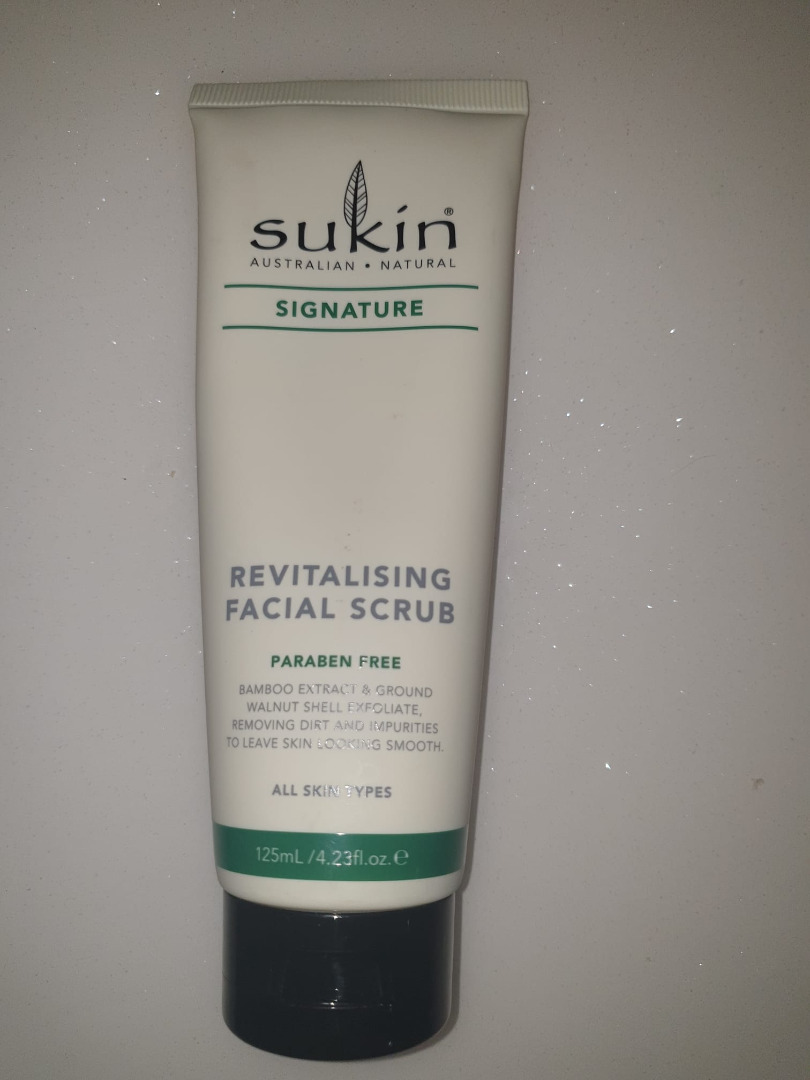 sukin®
AUSTRALIAN • NATURAL
SIGNATURE
REVITALISING
FACIAL SCRUB
PARABEN FREE
BAMBOO EXTRACT & GROUND
WALNUT SHELL EXFOLIATE,
REMOVING DIRT AND IMPURITIES
TO LEAVE SKIN LOOKING SMOOTH.
ALL SKIN TYPES
125mL /4.23fl.oz.℮